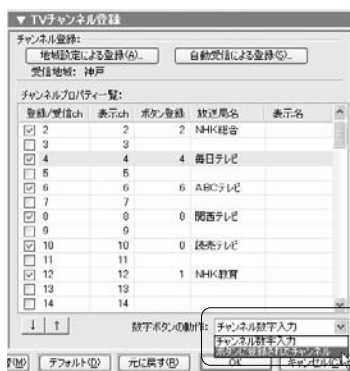 ▼ TVチャンネル登録
チャンネル登録:
地域設定による登録(A)... 自動受信による登録(S)...
受信地域: 神戸
チャンネルプロパティー一覧:
登録/受信ch 表示ch ボタン登録 放送局名 表示名
2 2 2 NHK総合
3 3
4 4 4 毎日テレビ
5 5
6 6 6 ABCテレビ
7 7
8 8 8 関西テレビ
9 9
10 10 0 読売テレビ
11 11
12 12 1 NHK教育
13 13
14 14
↓ ↑ 数字ボタンの動作: チャンネル数字入力
チャンネル数字入力
ボタンに登録されたチャンネル
(M) デフォルト(D) 元に戻す(R) OK キャンセル(C)